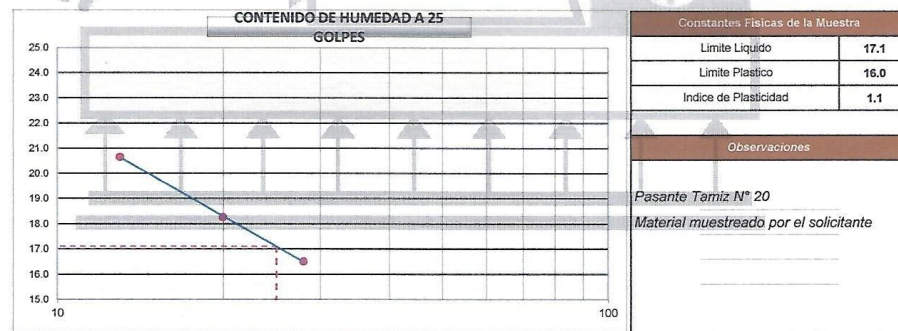 CONTENIDO DE HUMEDAD A 25
GOLPES
25.0
24.0
23.0
22.0
21.0
20.0
19.0
18.0
17.0
16.0
15.0
10
100
Constantes Fisicas de la Muestra
Limite Liquido 17.1
Limite Plastico 16.0
Indice de Plasticidad 1.1
Observaciones
Pasante Tamiz N° 20
Material muestreado por el solicitante